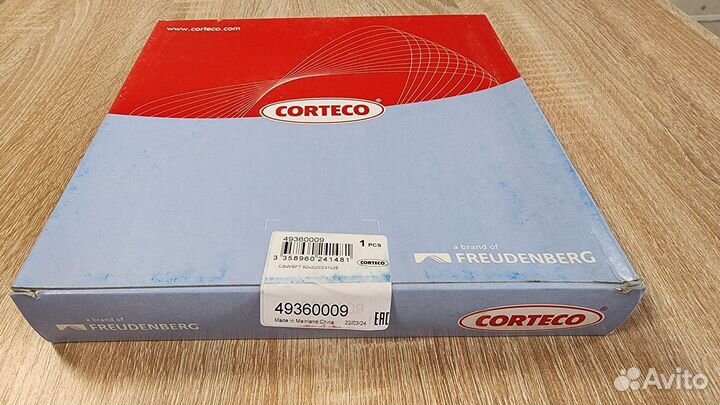 www.corteco.com
CORTECO®
49360009
1 PCS
3 358960 241481
CORTECO
a brand of
FREUDENBERG
49360009
Made in Mainland China
22/03/24
EAC
a brand of
FREUDENBERG
CORTECO®
Avito